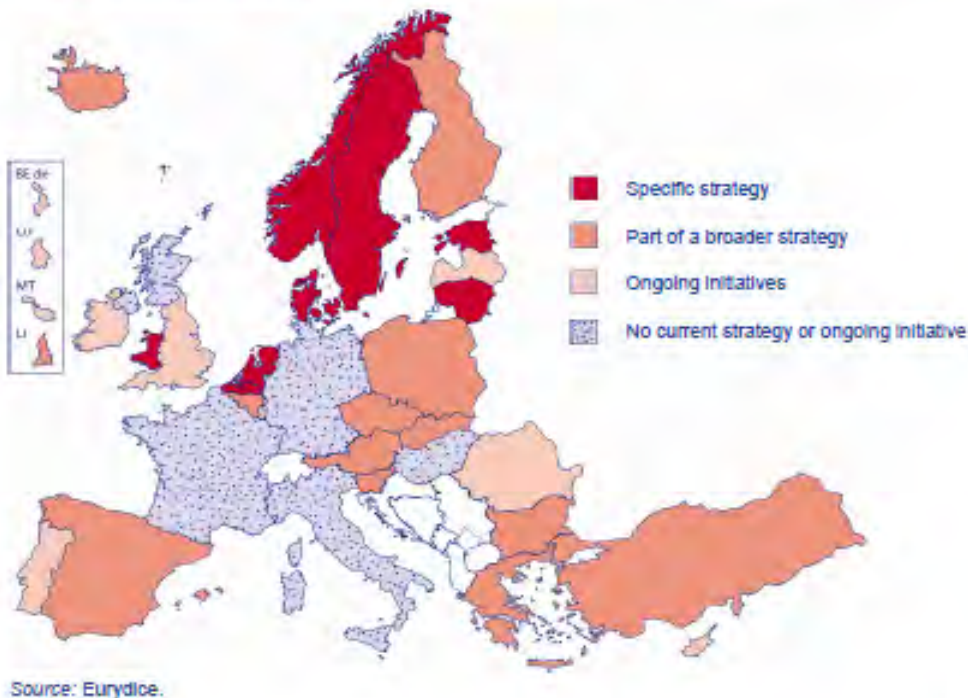 BE de
LU
MT
LI
Specific strategy
Part of a broader strategy
Ongoing initiatives
No current strategy or ongoing initiative
Source: Eurydice.